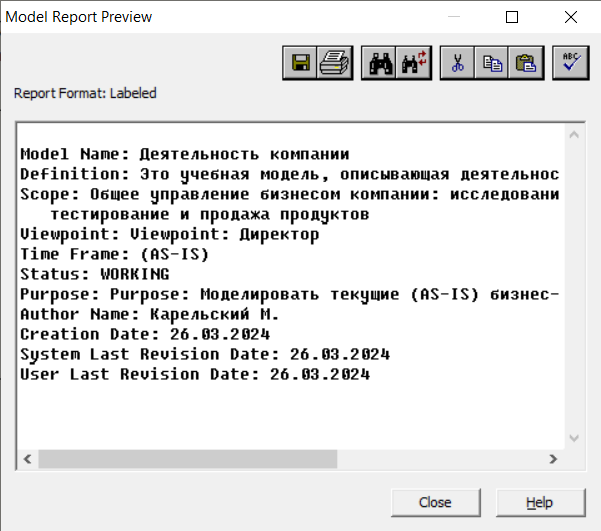 Model Report Preview
ABC
Report Format: Labeled
Model Name: Деятельность компании
Definition: Это учебная модель, описывающая деятельнос
Scope: Общее управление бизнесом компании: исследовани
тестирование и продажа продуктов
Viewpoint: Viewpoint: Директор
Time Frame: (AS-IS)
Status: WORKING
Purpose: Purpose: Моделировать текущие (AS-IS) бизнес-
Author Name: Карельский М.
Creation Date: 26.03.2024
System Last Revision Date: 26.03.2024
User Last Revision Date: 26.03.2024
Close
Help